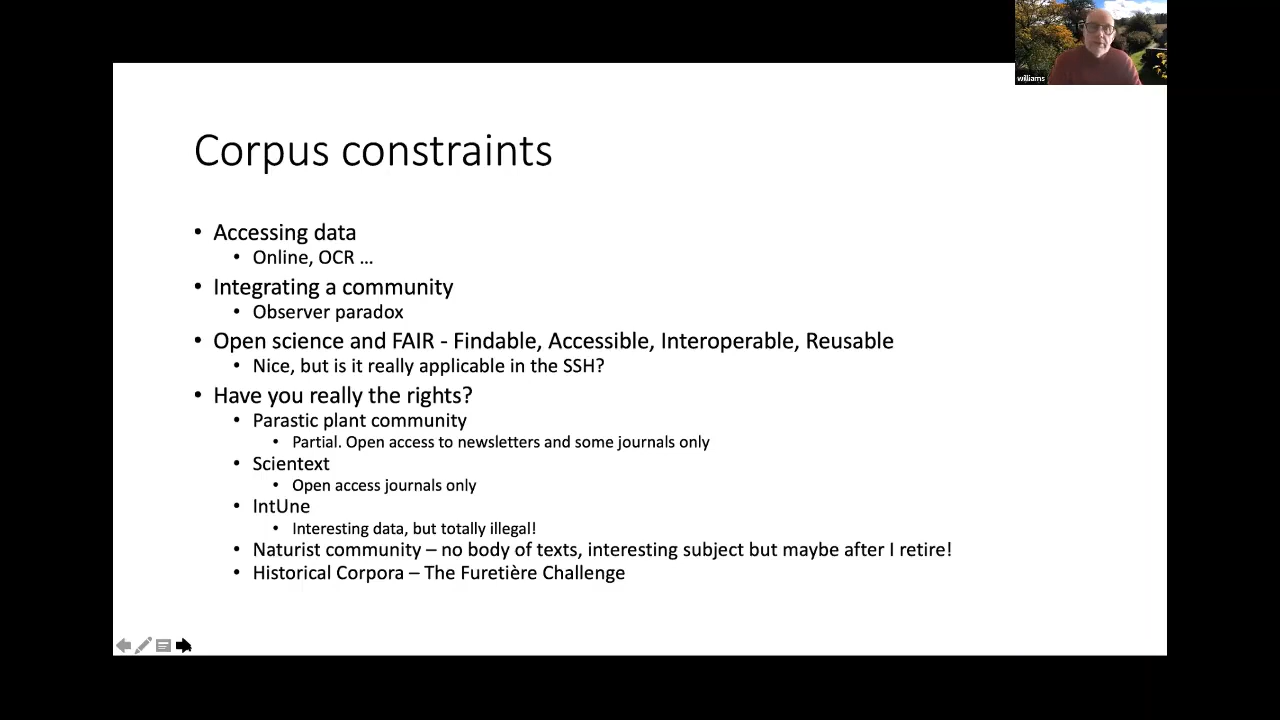 williams
Corpus constraints
• Accessing data
• Online, OCR ...
• Integrating a community
• Observer paradox
• Open science and FAIR - Findable, Accessible, Interoperable, Reusable
• Nice, but is it really applicable in the SSH?
• Have you really the rights?
• Parastic plant community
• Partial. Open access to newsletters and some journals only
• Scientext
• Open access journals only
• IntUne
• Interesting data, but totally illegal!
• Naturist community – no body of texts, interesting subject but maybe after I retire!
• Historical Corpora – The Furetière Challenge